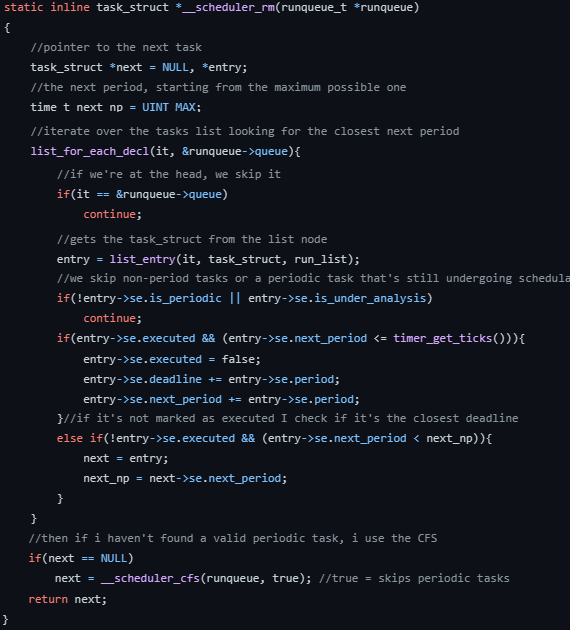 static inline task_struct *__scheduler_rm(runqueue_t *runqueue)
{
    //pointer to the next task
    task_struct *next = NULL, *entry;
    //the next period, starting from the maximum possible one
    time_t next_np = UINT_MAX;
    //iterate over the tasks list looking for the closest next period
    list_for_each_decl(it, &runqueue->queue){
        //if we're at the head, we skip it
        if(it == &runqueue->queue)
            continue;
        //gets the task_struct from the list node
        entry = list_entry(it, task_struct, run_list);
        //we skip non-period tasks or a periodic task that's still undergoing schedula
        if(!entry->se.is_periodic || entry->se.is_under_analysis)
            continue;
        if(entry->se.executed && (entry->se.next_period <= timer_get_ticks())){
            entry->se.executed = false;
            entry->se.deadline += entry->se.period;
            entry->se.next_period += entry->se.period;
        }//if it's not marked as executed I check if it's the closest deadline
        else if(!entry->se.executed && (entry->se.next_period < next_np)){
            next = entry;
            next_np = next->se.next_period;
        }
    }
    //then if i haven't found a valid periodic task, i use the CFS
    if(next == NULL)
        next = __scheduler_cfs(runqueue, true); //true = skips periodic tasks
    return next;
}